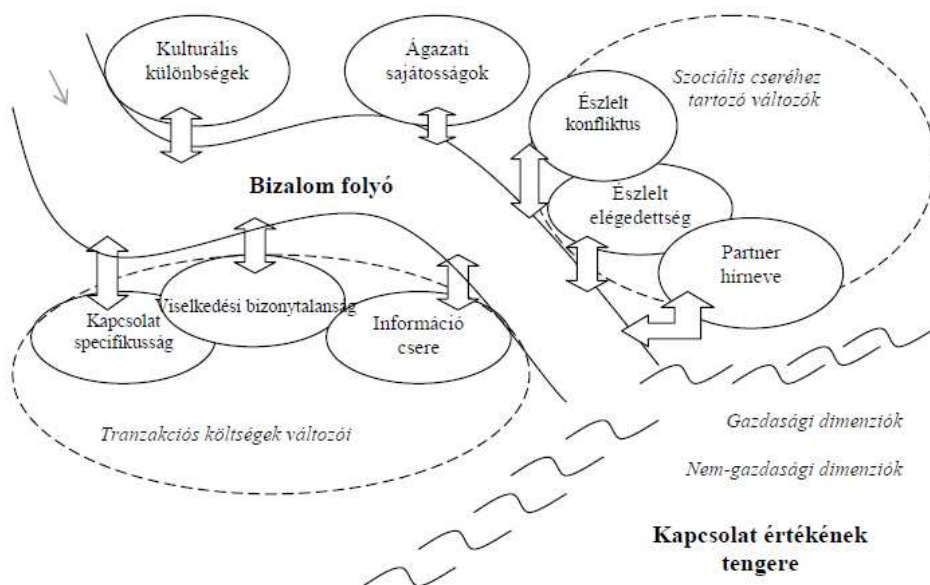 Kulturális
különbségek
Ágazati
sajátosságok
Szociális cseréhez
tartozó változók
Észlelt
konfliktus
Bizalom folyó
Észlelt
elégedettség
Partner
hírneve
Viselkedési bizonytalanság
Kapcsolat
specifikusság
Információ
csere
Tranzakciós költségek változói
Gazdasági dimenziók
Nem-gazdasági dimenziók
Kapcsolat értékének
tengere